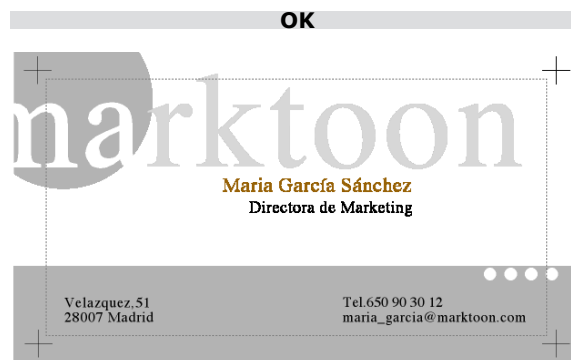 OK
marktoon
Maria García Sánchez
Directora de Marketing
Velazquez,51
28007 Madrid
Tel.650 90 30 12
maria_garcia@marktoon.com